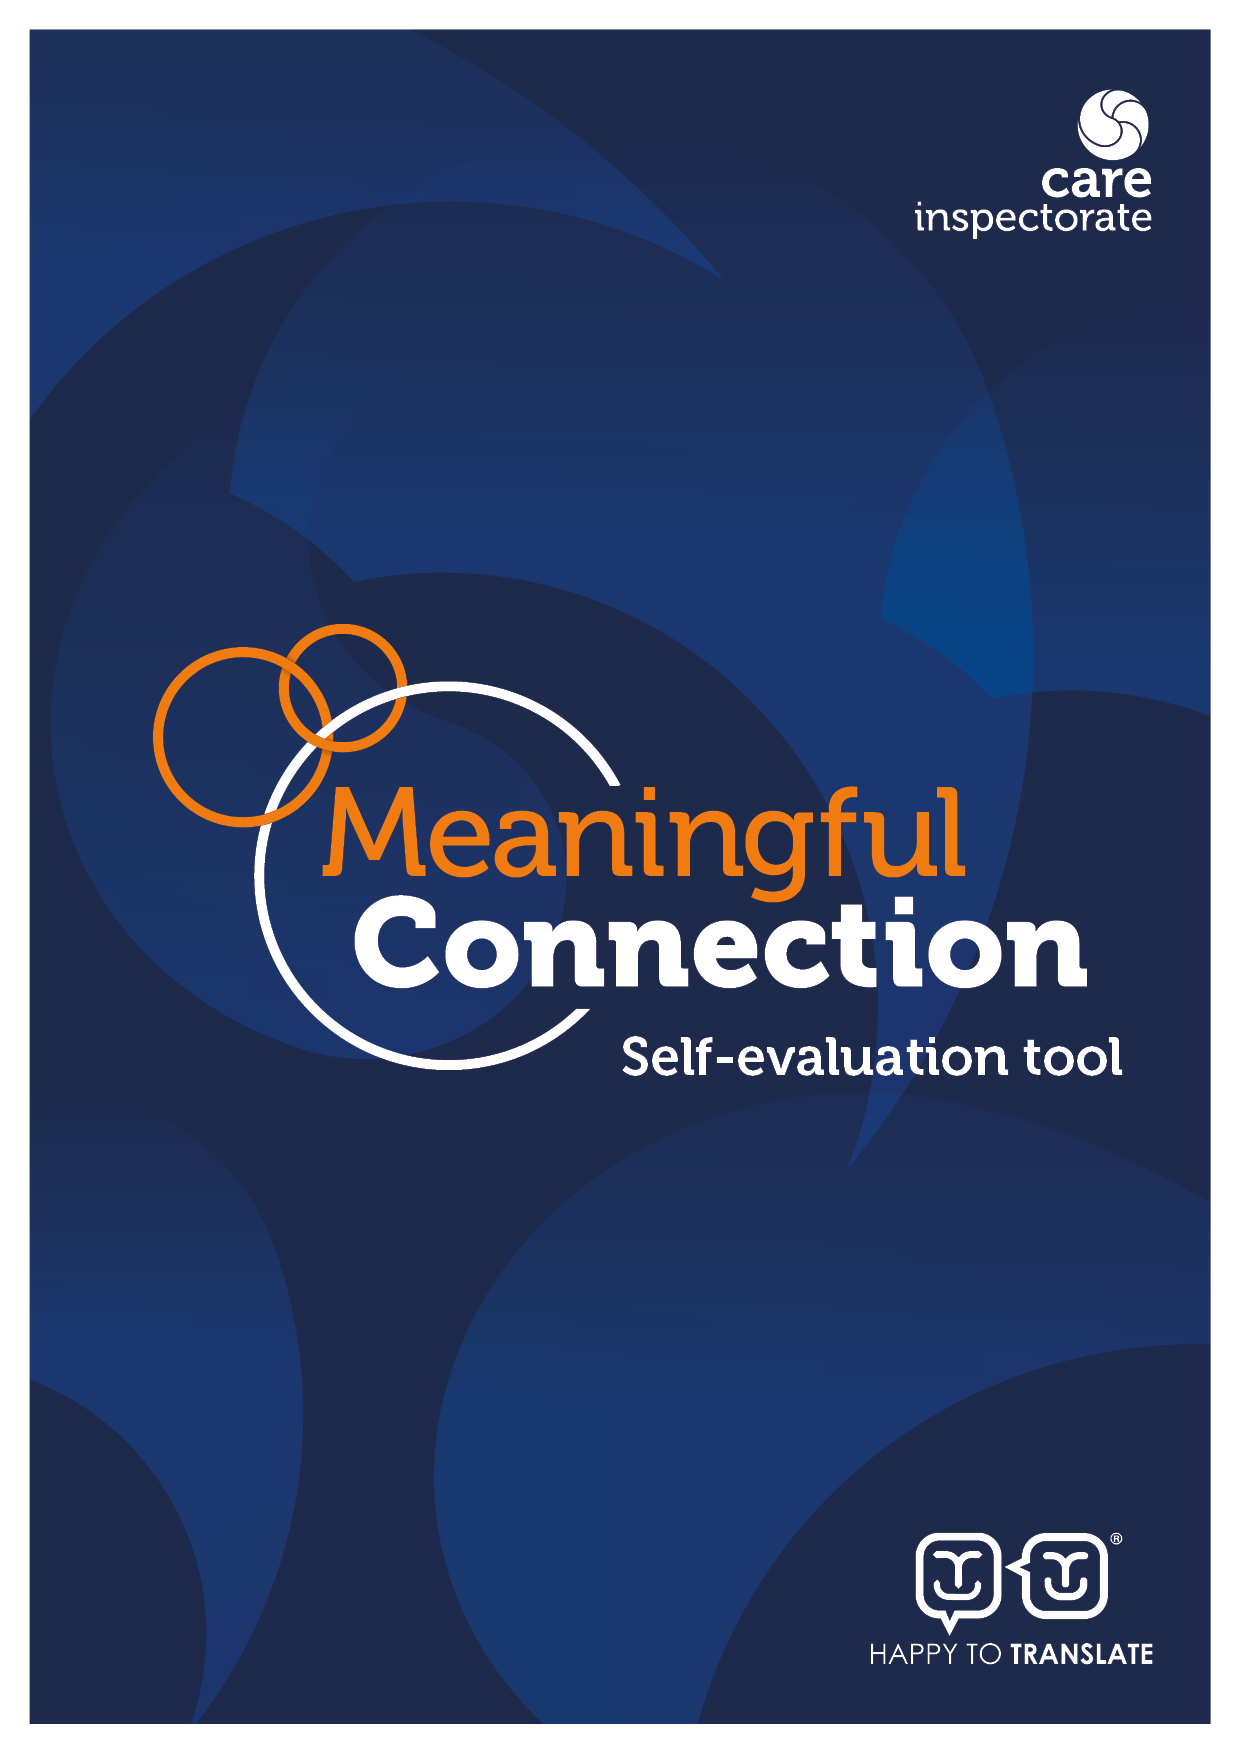 care
inspectorate
Meaningful
Connection
Self-evaluation tool
®
HAPPY TO TRANSLATE